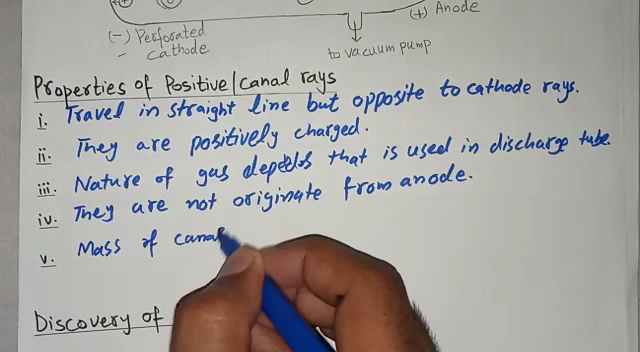 (+) Anode
(-) Perforated
cathode
to vacuum pump
Properties of Positive/Canal rays
i. Travel in straight line but opposite to cathode rays.
ii. They are positively charged.
iii. Nature of gas depends that is used in discharge tube.
iv. They are not originate from anode.
v. Mass of canal
Discovery of